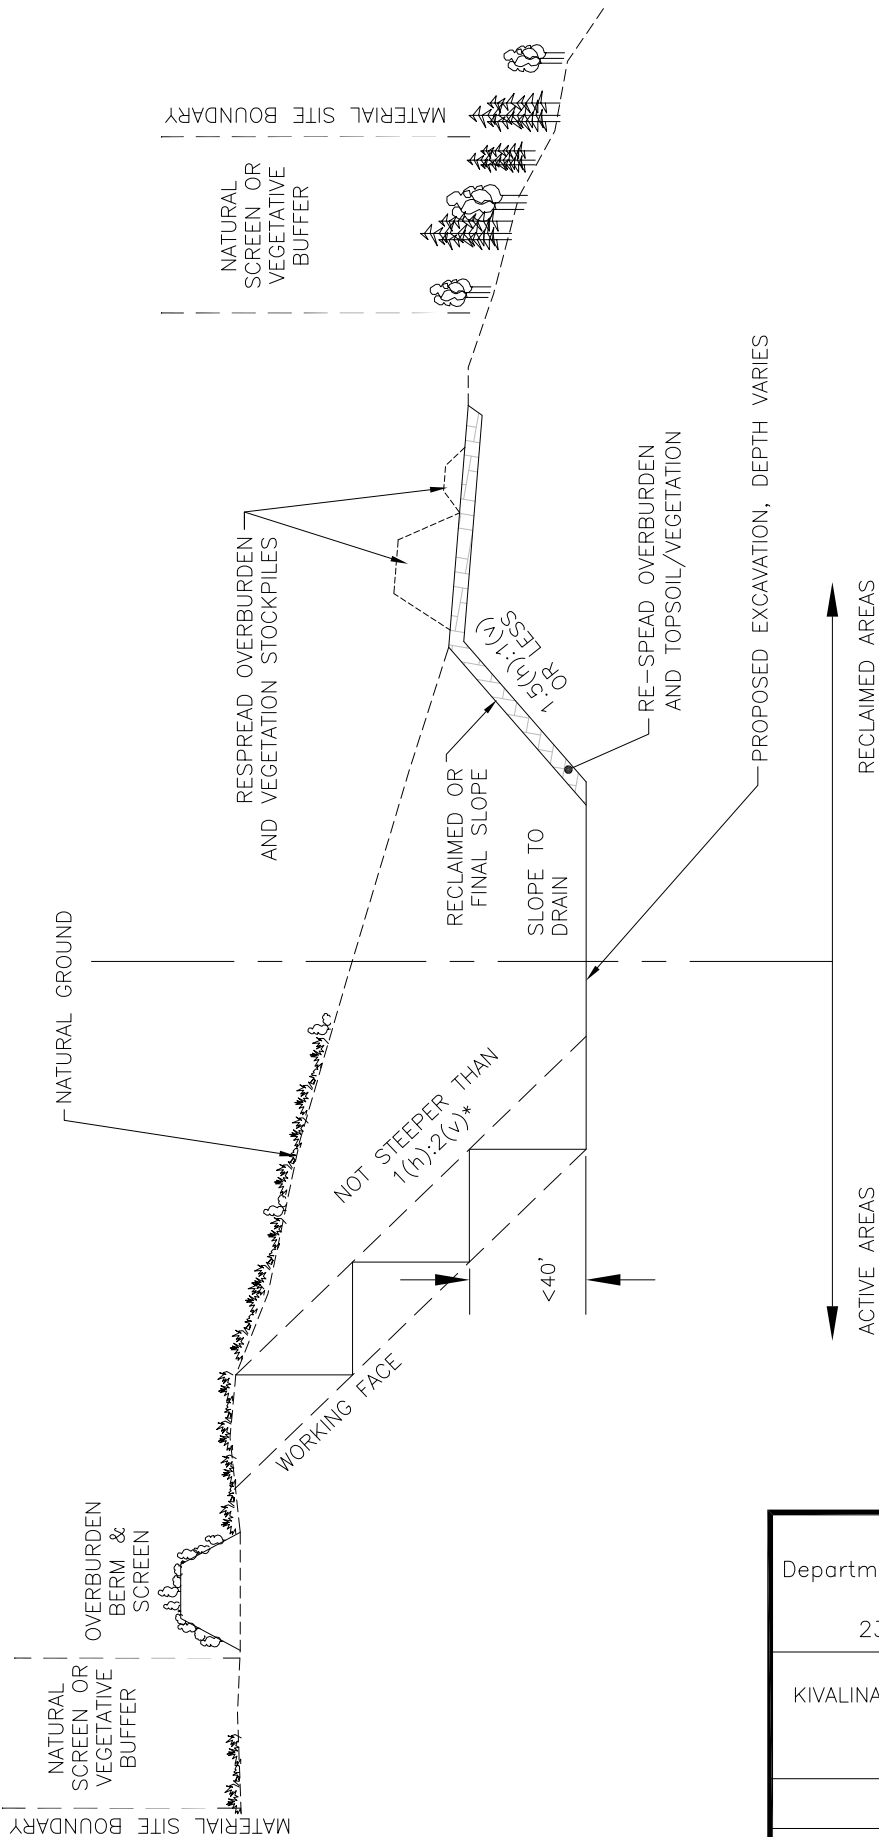 MATERIAL SITE BOUNDARY
NATURAL
SCREEN OR
VEGETATIVE
BUFFER
OVERBURDEN
BERM &
SCREEN
NATURAL GROUND
WORKING FACE
NOT STEEPER THAN
1(h):2(v)*
<40'
RESPREAD OVERBURDEN
AND VEGETATION STOCKPILES
RECLAIMED OR
FINAL SLOPE
SLOPE TO
DRAIN
1.5(h):1(v)
OR LESS
RE-SPEAD OVERBURDEN
AND TOPSOIL/VEGETATION
PROPOSED EXCAVATION, DEPTH VARIES
NATURAL
SCREEN OR
VEGETATIVE
BUFFER
MATERIAL SITE BOUNDARY
ACTIVE AREAS
RECLAIMED AREAS
Departm
KIVALINA